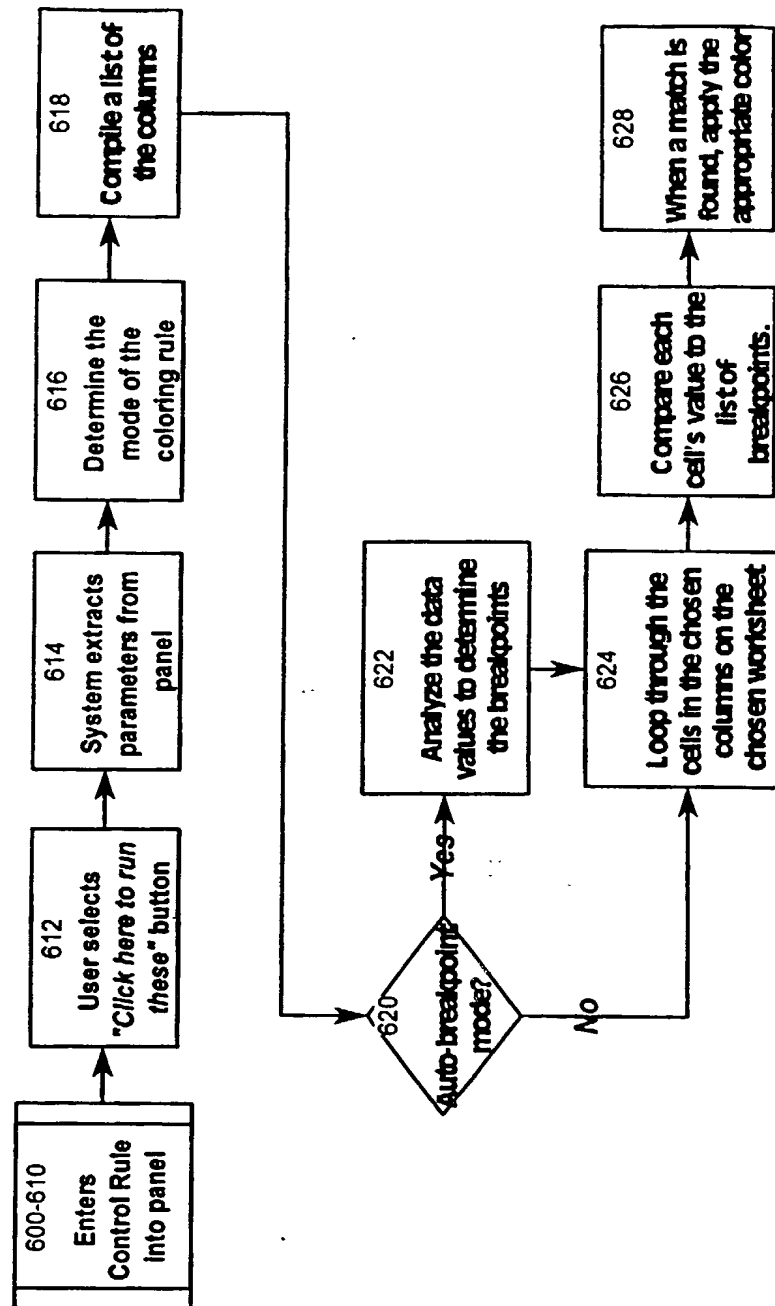 600-610
Enters
Control Rule
into panel
612
User selects
"Click here to run
these" button
614
System extracts
parameters from
panel
616
Determine the
mode of the
coloring rule
618
Compile a list of
the columns
620
Auto-breakpoint
mode?
Yes
No
622
Analyze the data
values to determine
the breakpoints
624
Loop through the
cells in the chosen
columns on the
chosen worksheet
626
Compare each
cell's value to the
list of
breakpoints.
628
When a match is
found, apply the
appropriate color